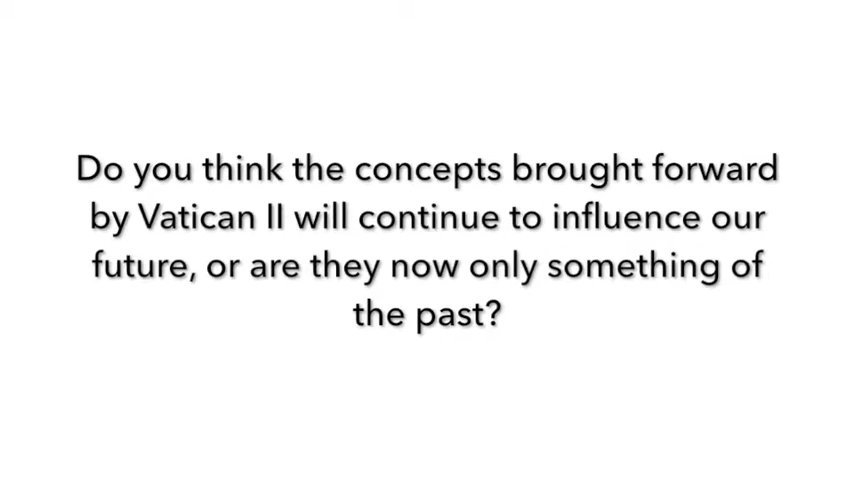 Do you think the concepts brought forward
by Vatican II will continue to influence our
future, or are they now only something of
the past?